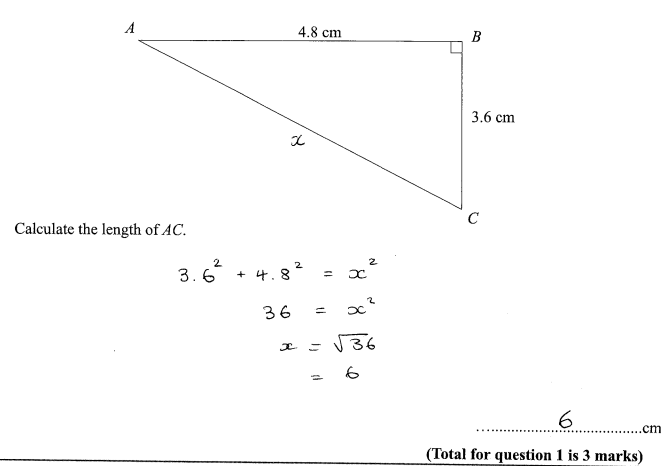 A
4.8 cm
B
3.6 cm
x
C
Calculate the length of AC.
3.6² + 4.8² = x²
36 = x²
x = √36
= 6
6 cm
(Total for question 1 is 3 marks)